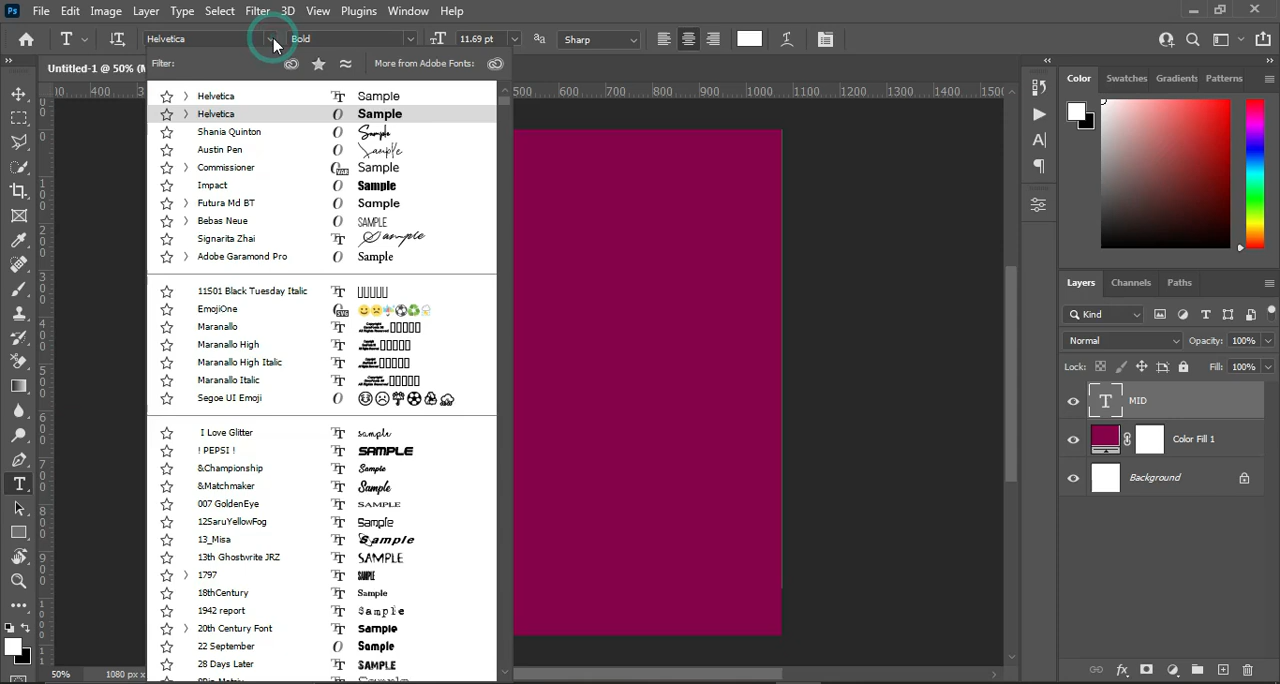 Ps File Edit Image Layer Type Select Filter 3D View Plugins Window Help
Helvetica Bold 11.69 pt Sharp
Filter: More from Adobe Fonts:
Untitled-1 @ 50% (M
Helvetica Sample
Helvetica Sample
Shania Quinton Sample
Austin Pen Sample
Commissioner Sample
Impact Sample
Futura Md BT Sample
Bebas Neue SAMPLE
Signarita Zhai Sample
Adobe Garamond Pro Sample
11S01 Black Tuesday Italic
EmojiOne
Maranallo
Maranallo High
Maranallo High Italic
Maranallo Italic
Segoe UI Emoji
I Love Glitter sample
! PEPSI ! SAMPLE
&Championship Sample
&Matchmaker Sample
007 GoldenEye SAMPLE
12SaruYellowFog Sample
13_Misa Sample
13th Ghostwrite JRZ SAMPLE
1797 SAMPLE
18thCentury Sample
1942 report Sample
20th Century Font Sample
22 September Sample
28 Days Later SAMPLE
400 500 600 700 800 900 1000 1100 1200 1300 1400 1500
Color Swatches Gradients Patterns
Layers Channels Paths
Kind
Normal Opacity: 100%
Lock: Fill: 100%
T MID
Color Fill 1
Background
50% 1080 px x